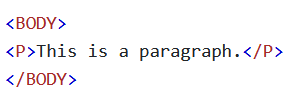 <BODY>
<P>This is a paragraph.</P>
</BODY>